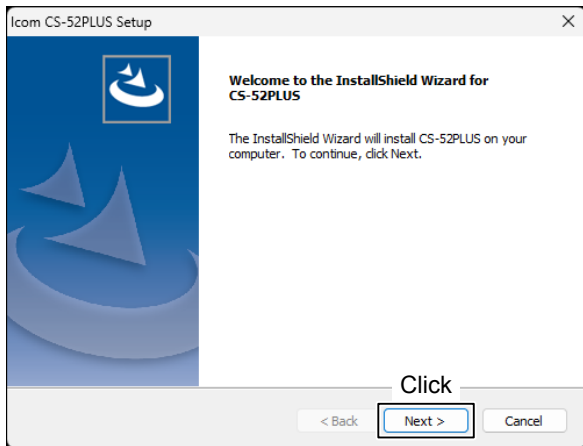 Icom CS-52PLUS Setup
Welcome to the InstallShield Wizard for
CS-52PLUS
The InstallShield Wizard will install CS-52PLUS on your
computer. To continue, click Next.
Click
< Back
Next >
Cancel